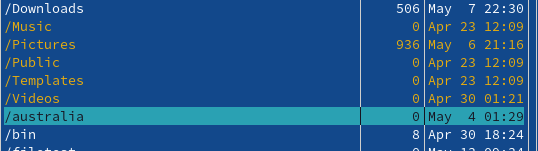 /Downloads 506 May 7 22:30
/Music 0 Apr 23 12:09
/Pictures 936 May 6 21:16
/Public 0 Apr 23 12:09
/Templates 0 Apr 23 12:09
/Videos 0 Apr 30 01:21
/australia 0 May 4 01:29
/bin 8 Apr 30 18:24